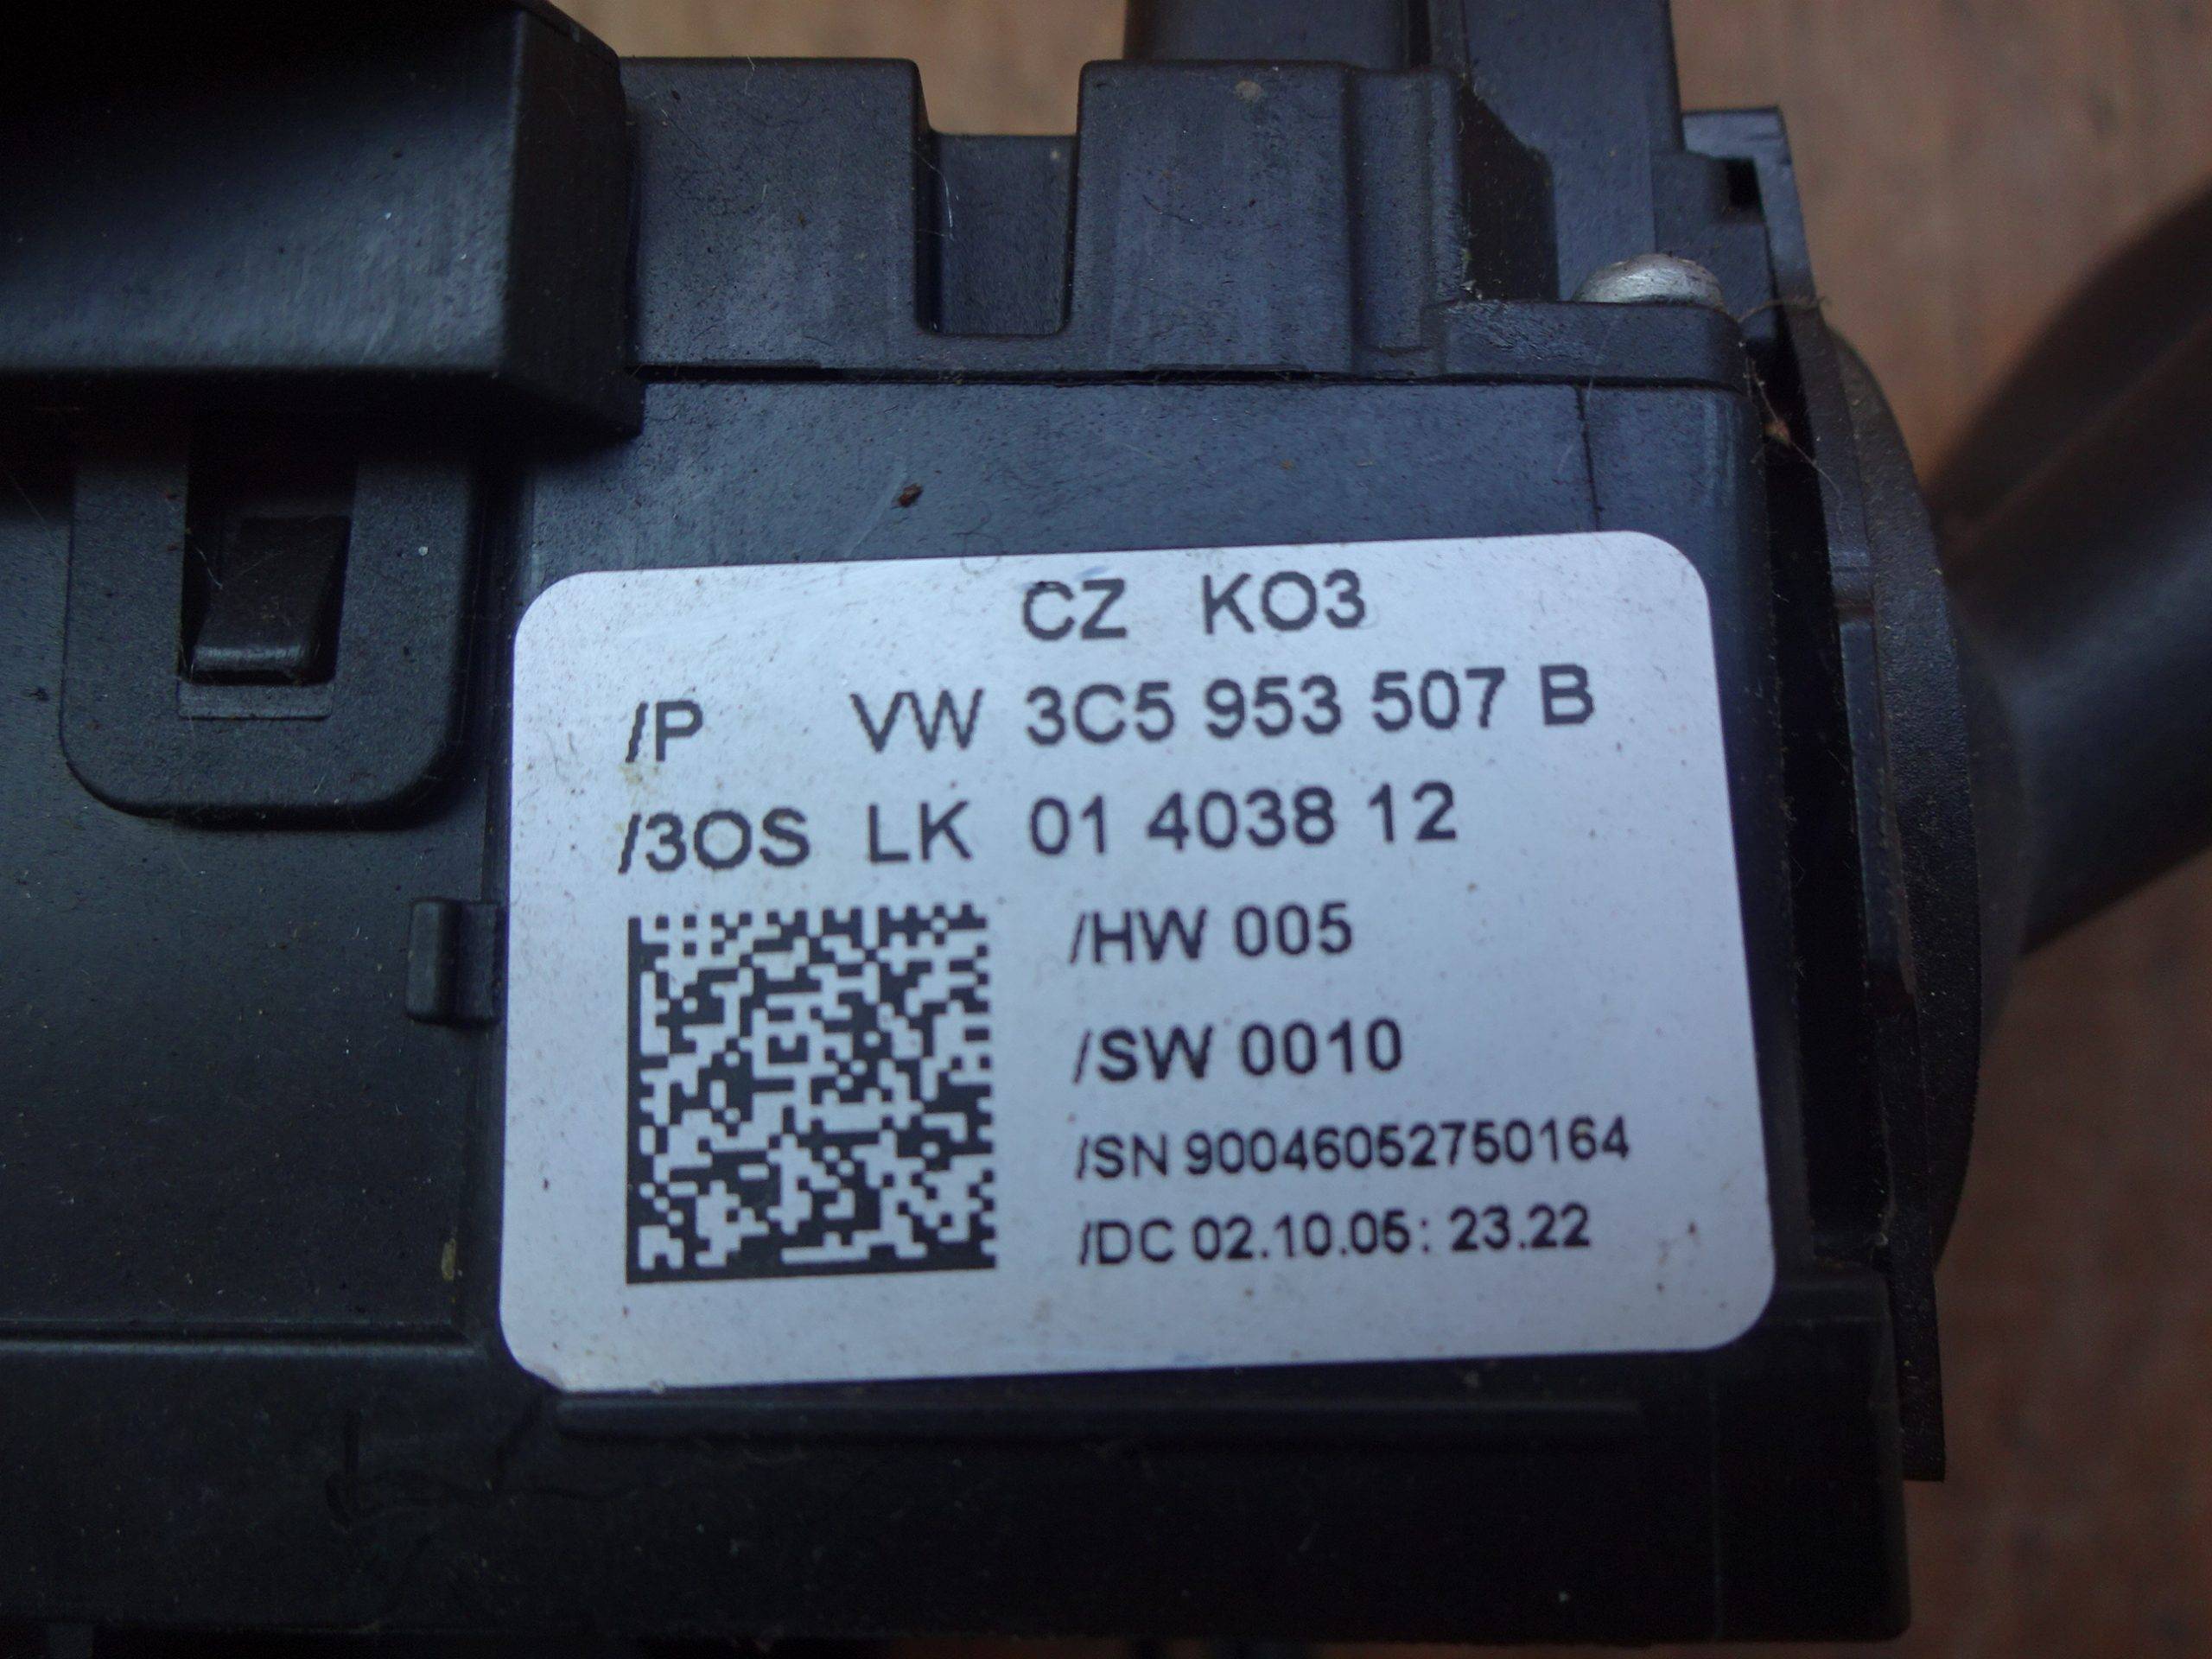 CZ KO3
/P VW 3C5 953 507 B
/3OS LK 01 4038 12
/HW 005
/SW 0010
/SN 90046052750164
/DC 02.10.05: 23.22